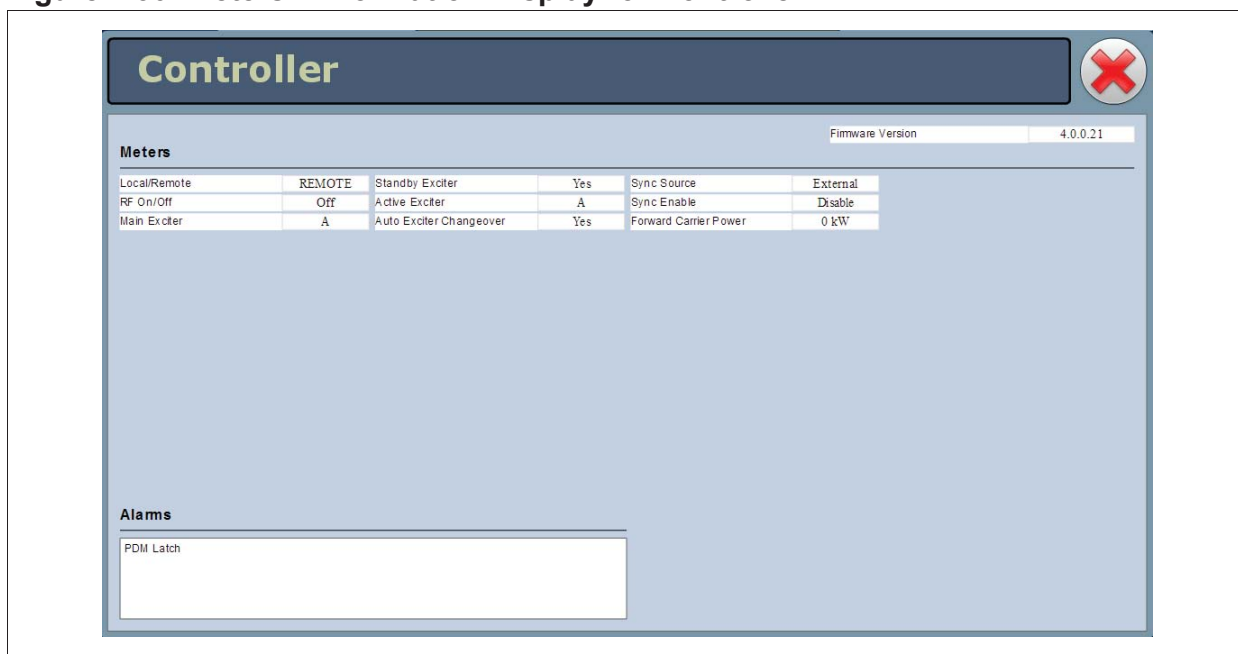 Controller
Firmware Version 4.0.0.21
Meters
Local/Remote REMOTE Standby Exciter Yes Sync Source External
RF On/Off Off Active Exciter A Sync Enable Disable
Main Exciter A Auto Exciter Changeover Yes Forward Carrier Power 0 kW
Alarms
PDM Latch